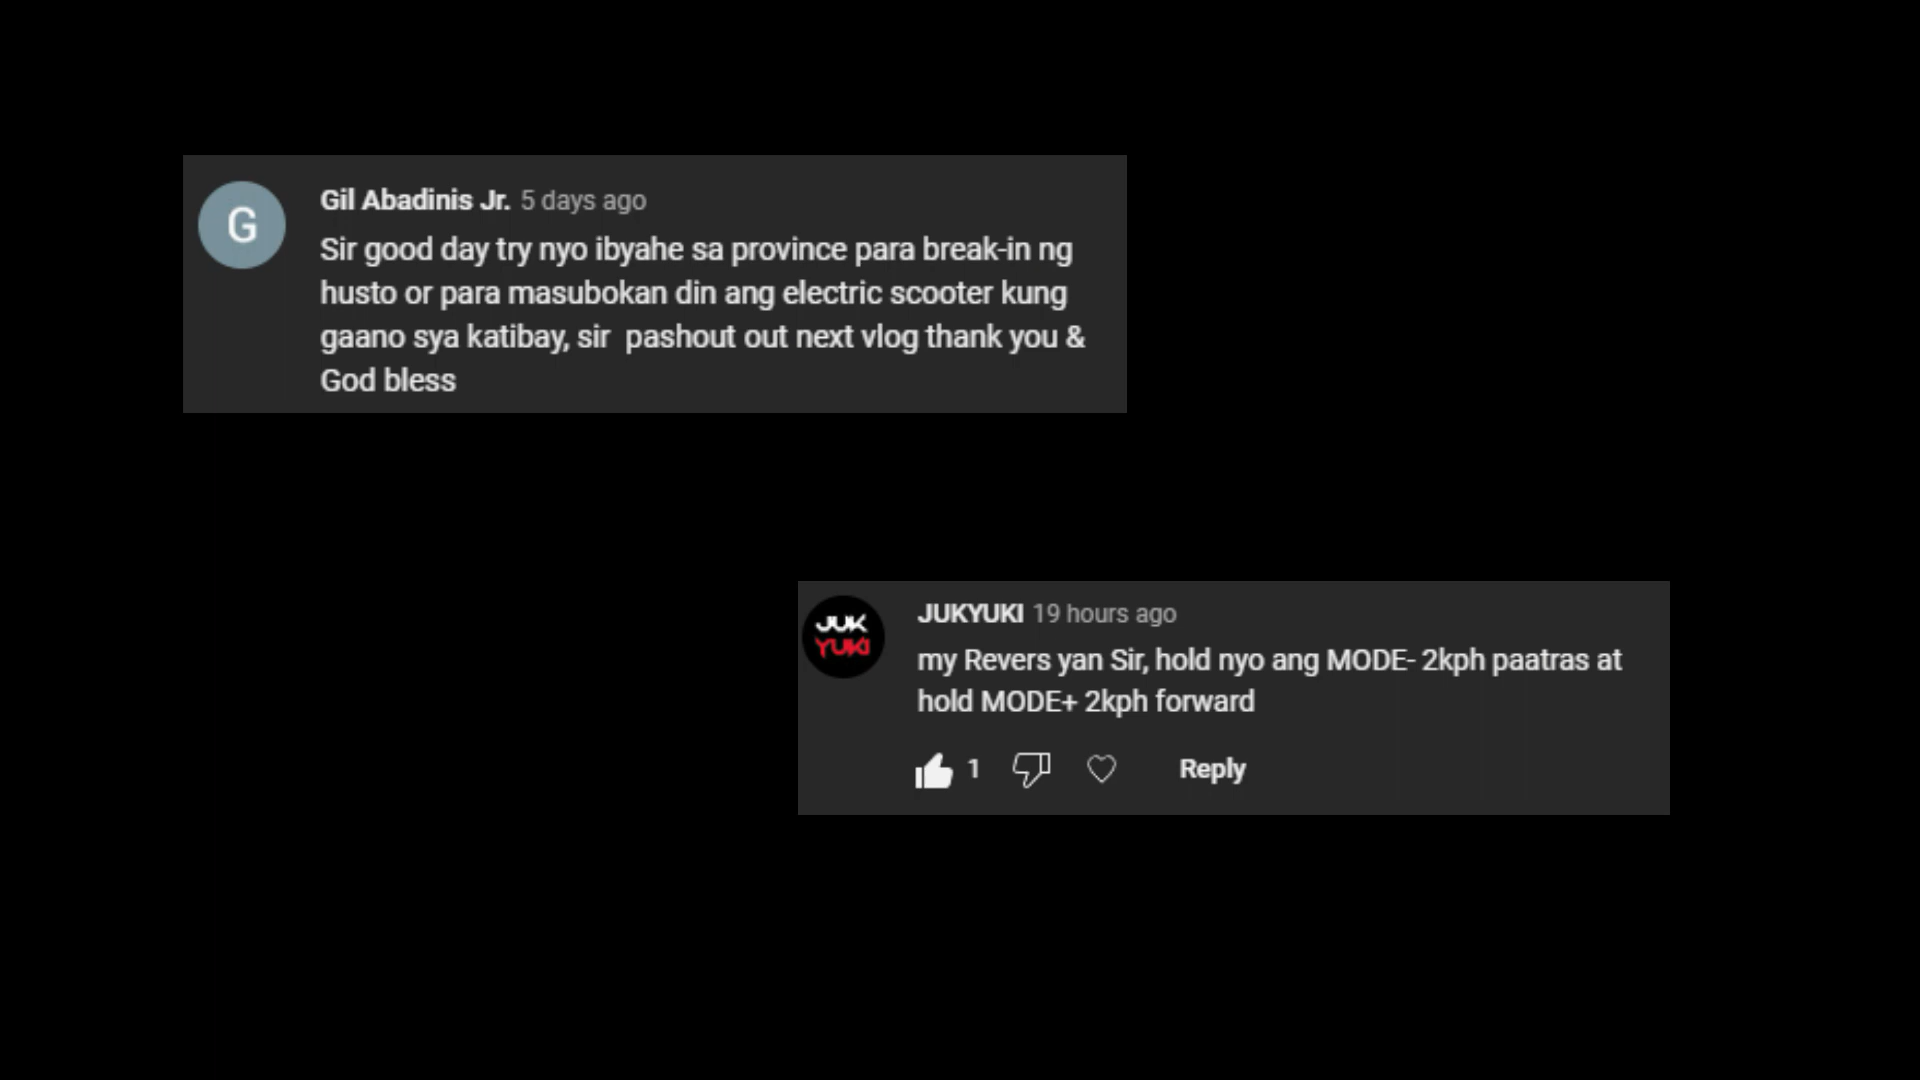 G
Gil Abadinis Jr. 5 days ago
Sir good day try nyo ibyahe sa province para break-in ng
husto or para masubokan din ang electric scooter kung
gaano sya katibay, sir  pashout out next vlog thank you &
God bless
JUK
YUKI
JUKYUKI 19 hours ago
my Revers yan Sir, hold nyo ang MODE- 2kph paatras at
hold MODE+ 2kph forward
1 Reply